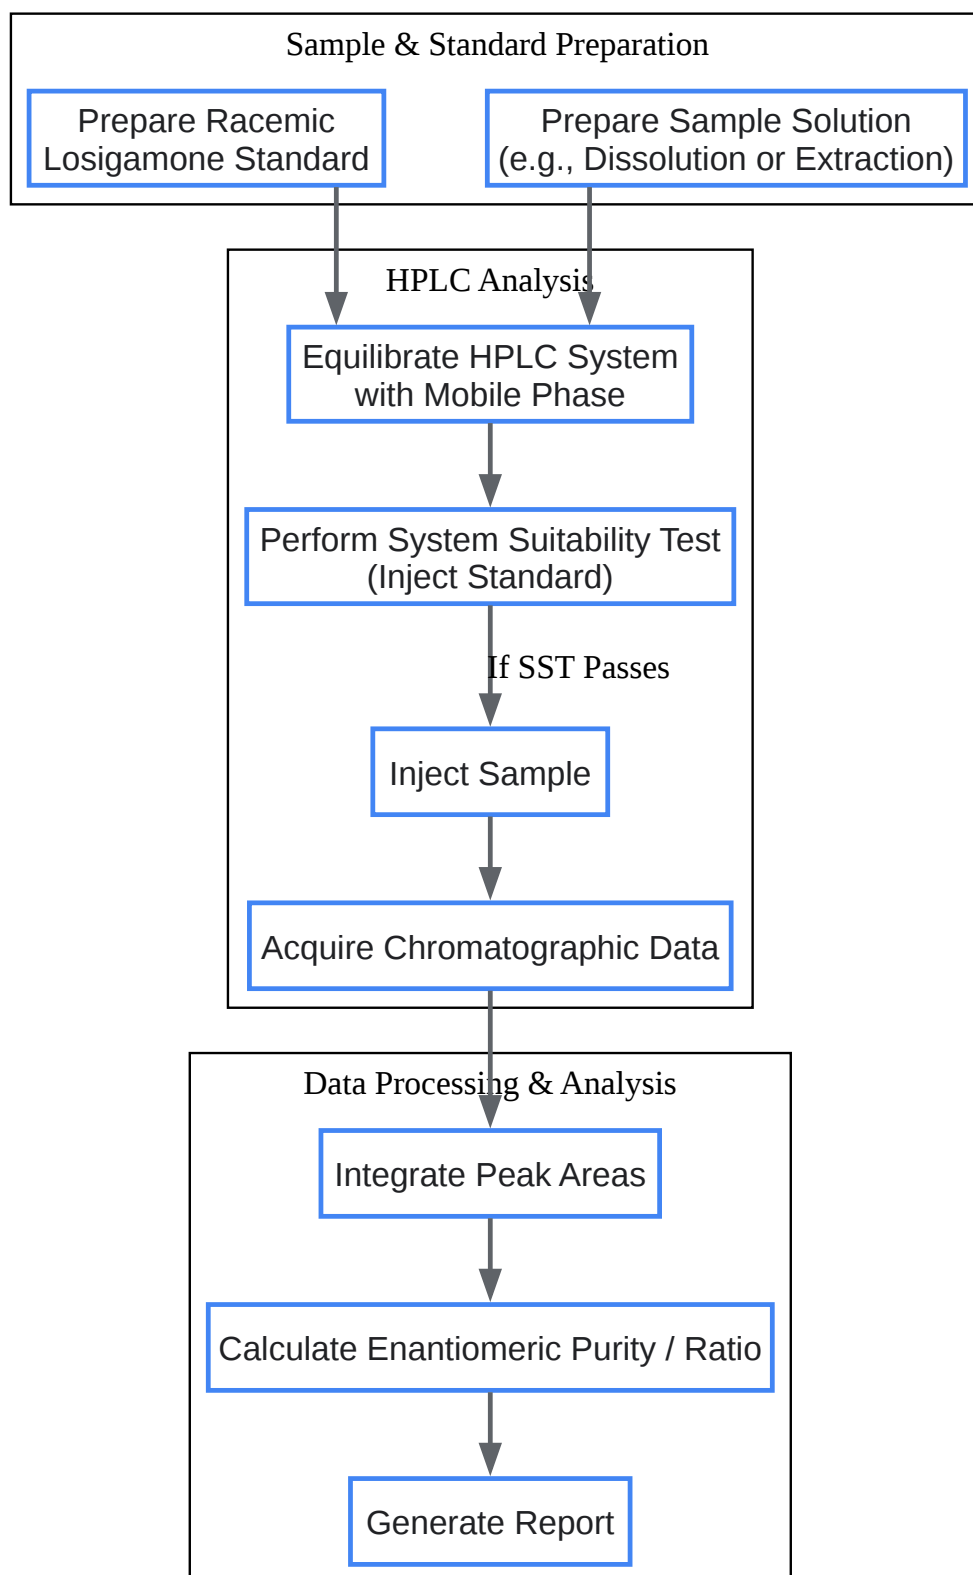 Sample & Standard Preparation
Prepare Racemic
Losigamone Standard
Prepare Sample Solution
(e.g., Dissolution or Extraction)
HPLC Analysis
Equilibrate HPLC System
with Mobile Phase
Perform System Suitability Test
(Inject Standard)
If SST Passes
Inject Sample
Acquire Chromatographic Data
Data Processing & Analysis
Integrate Peak Areas
Calculate Enantiomeric Purity / Ratio
Generate Report